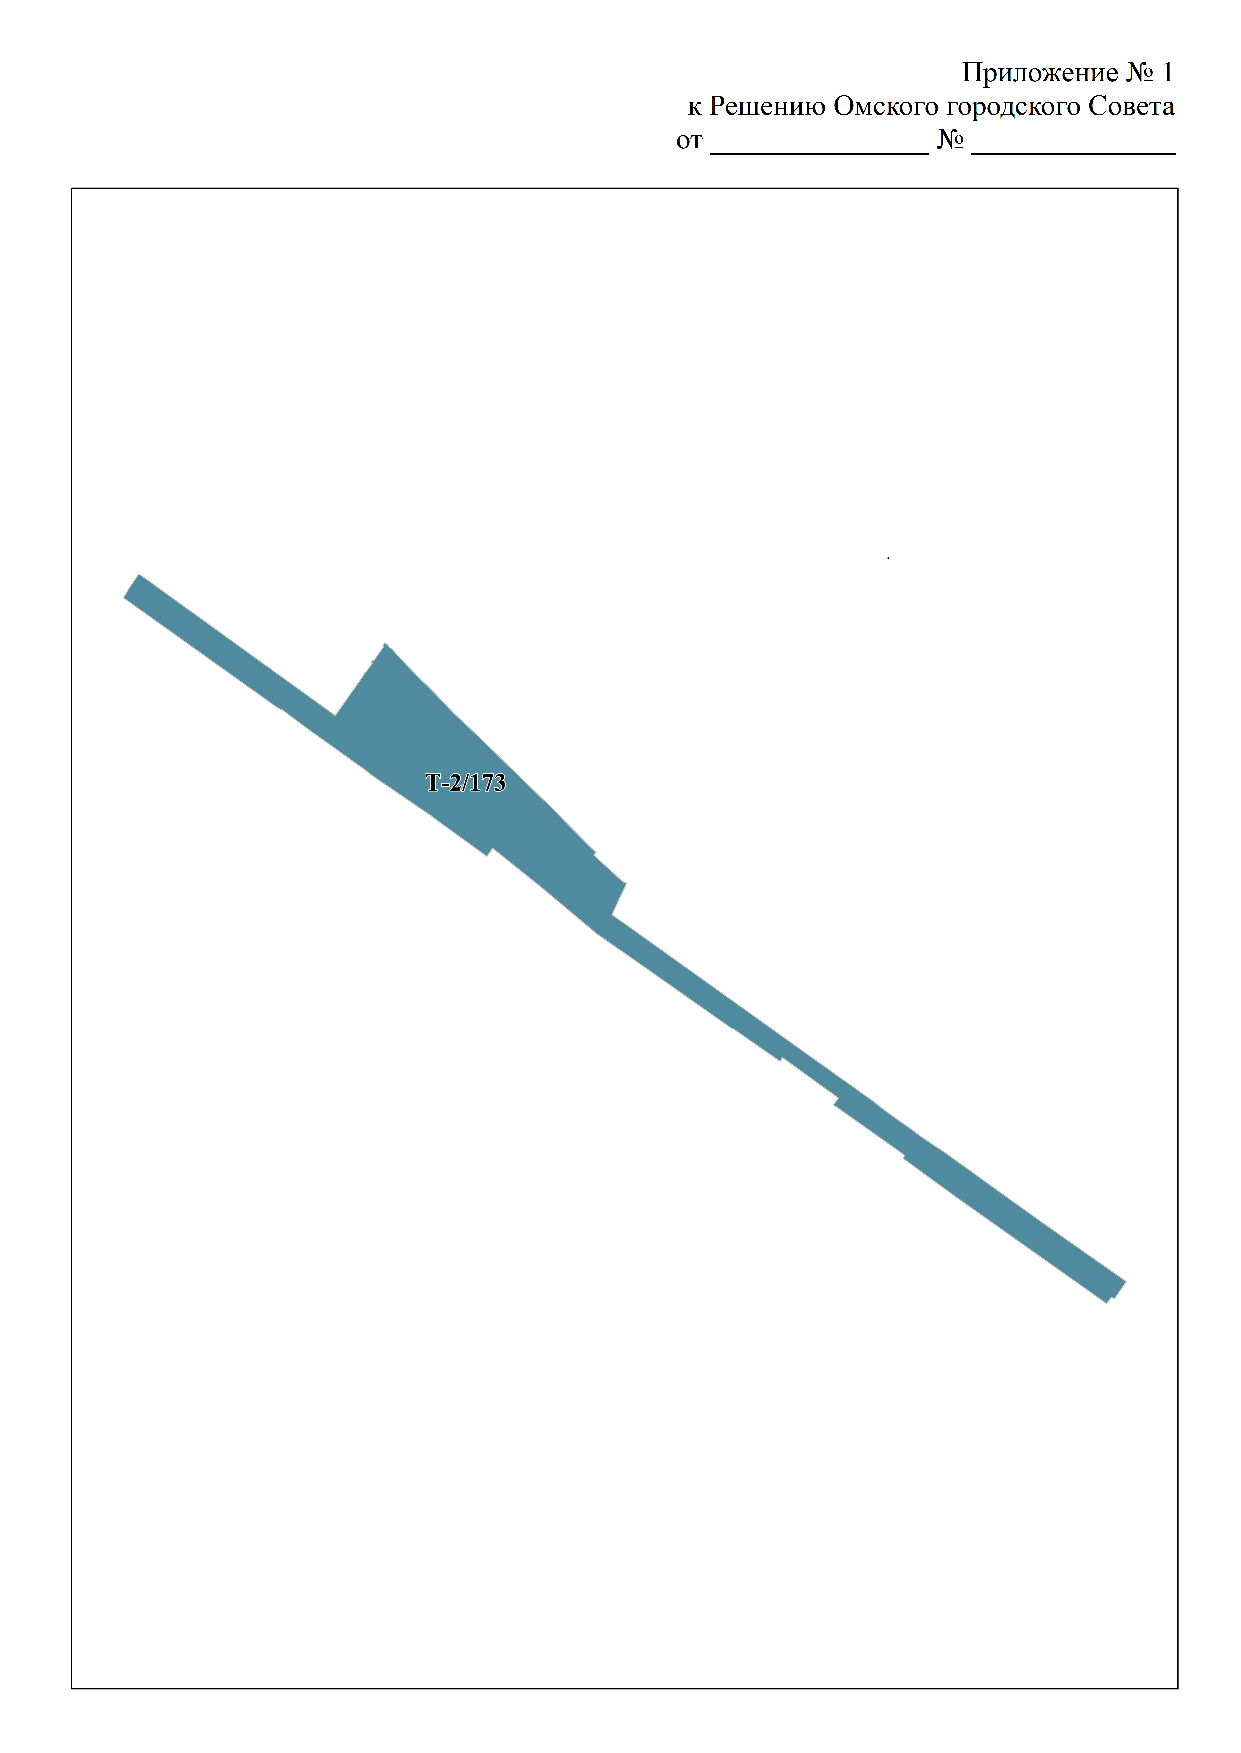 Приложение № 1
к Решению Омского городского Совета
от ________________ № _______________
Т-2/173